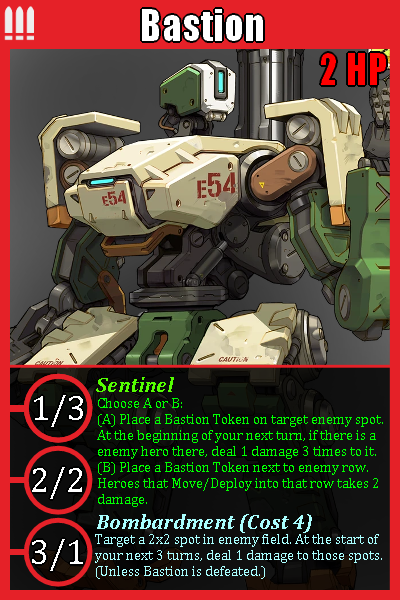 Bastion
2 HP
E54
E54
CAUTION
CAUTION
1/3
Sentinel
Choose A or B:
(A) Place a Bastion Token on target enemy spot.
At the beginning of your next turn, if there is a
enemy hero there, deal 1 damage 3 times to it.
2/2
(B) Place a Bastion Token next to enemy row.
Heroes that Move/Deploy into that row takes 2
damage.
3/1
Bombardment (Cost 4)
Target a 2x2 spot in enemy field. At the start of
your next 3 turns, deal 1 damage to those spots.
(Unless Bastion is defeated.)